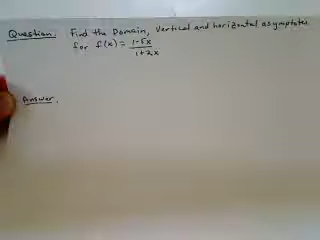 Question. Find the Domain, Vertical and horizontal asymptotes
for f(x) = 1-5x / 1+2x
Answer.